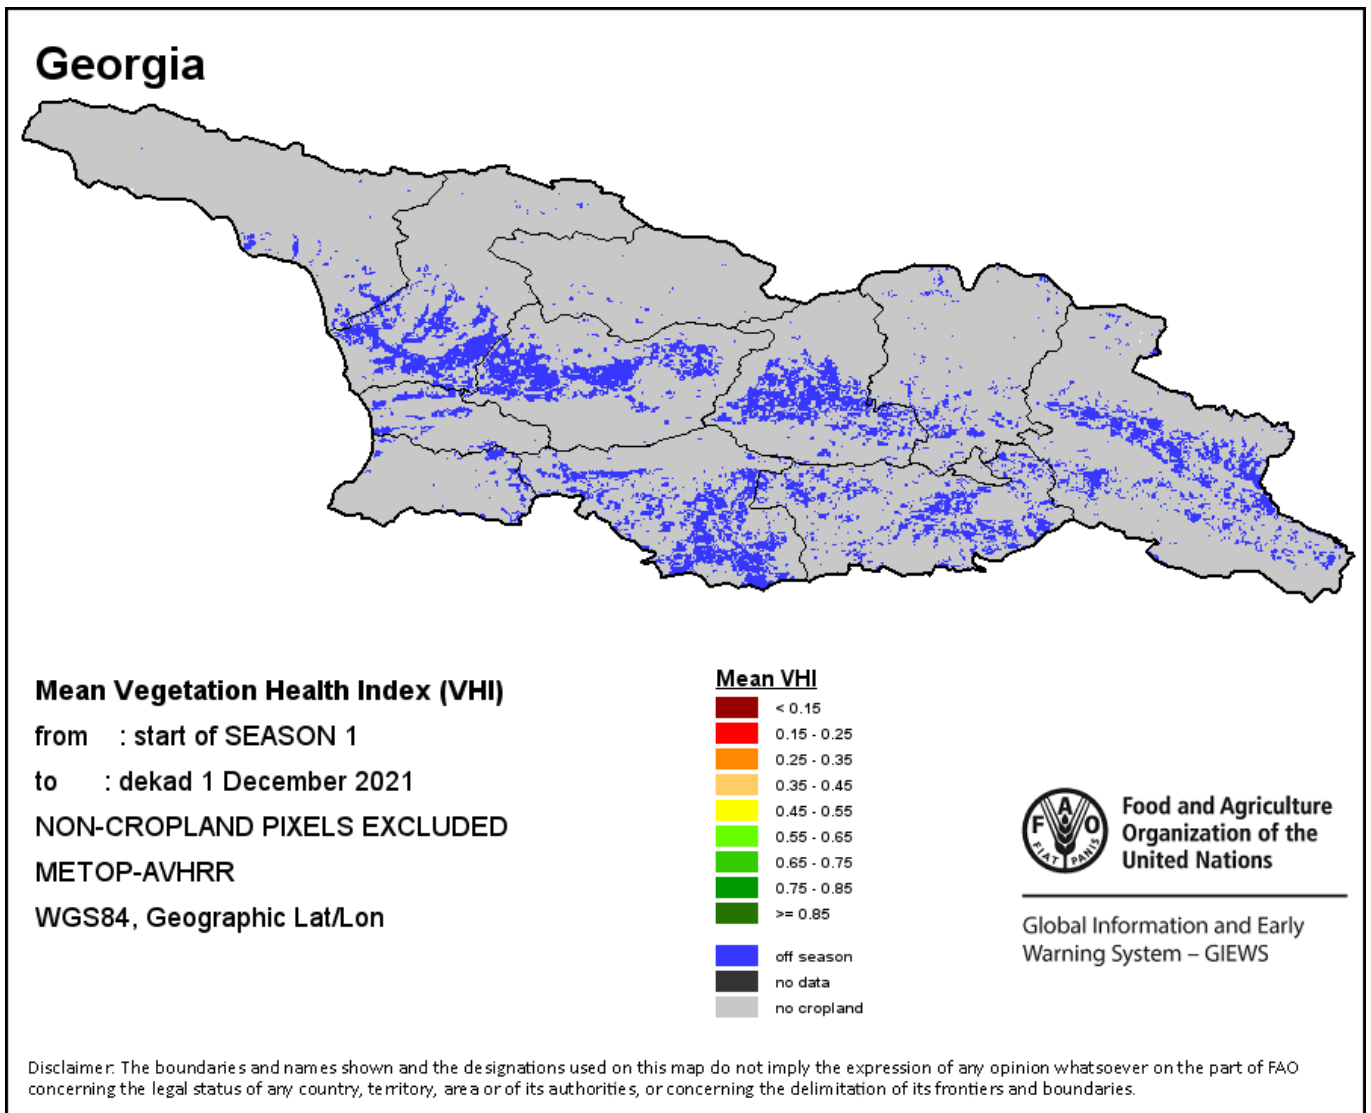 Georgia
Mean Vegetation Health Index (VHI)
from : start of SEASON 1
to : dekad 1 December 2021
NON-CROPLAND PIXELS EXCLUDED
METOP-AVHRR
WGS84, Geographic Lat/Lon
Mean VHI
< 0.15
0.15 - 0.25
0.25 - 0.35
0.35 - 0.45
0.45 - 0.55
0.55 - 0.65
0.65 - 0.75
0.75 - 0.85
>= 0.85
off season
no data
no cropland
F A O
FIAT PANIS
Food and Agriculture
Organization of the
United Nations
Global Information and Early
Warning System – GIEWS
Disclaimer: The boundaries and names shown and the designations used on this map do not imply the expression of any opinion whatsoever on the part of FAO
concerning the legal status of any country, territory, area or of its authorities, or concerning the delimitation of its frontiers and boundaries.